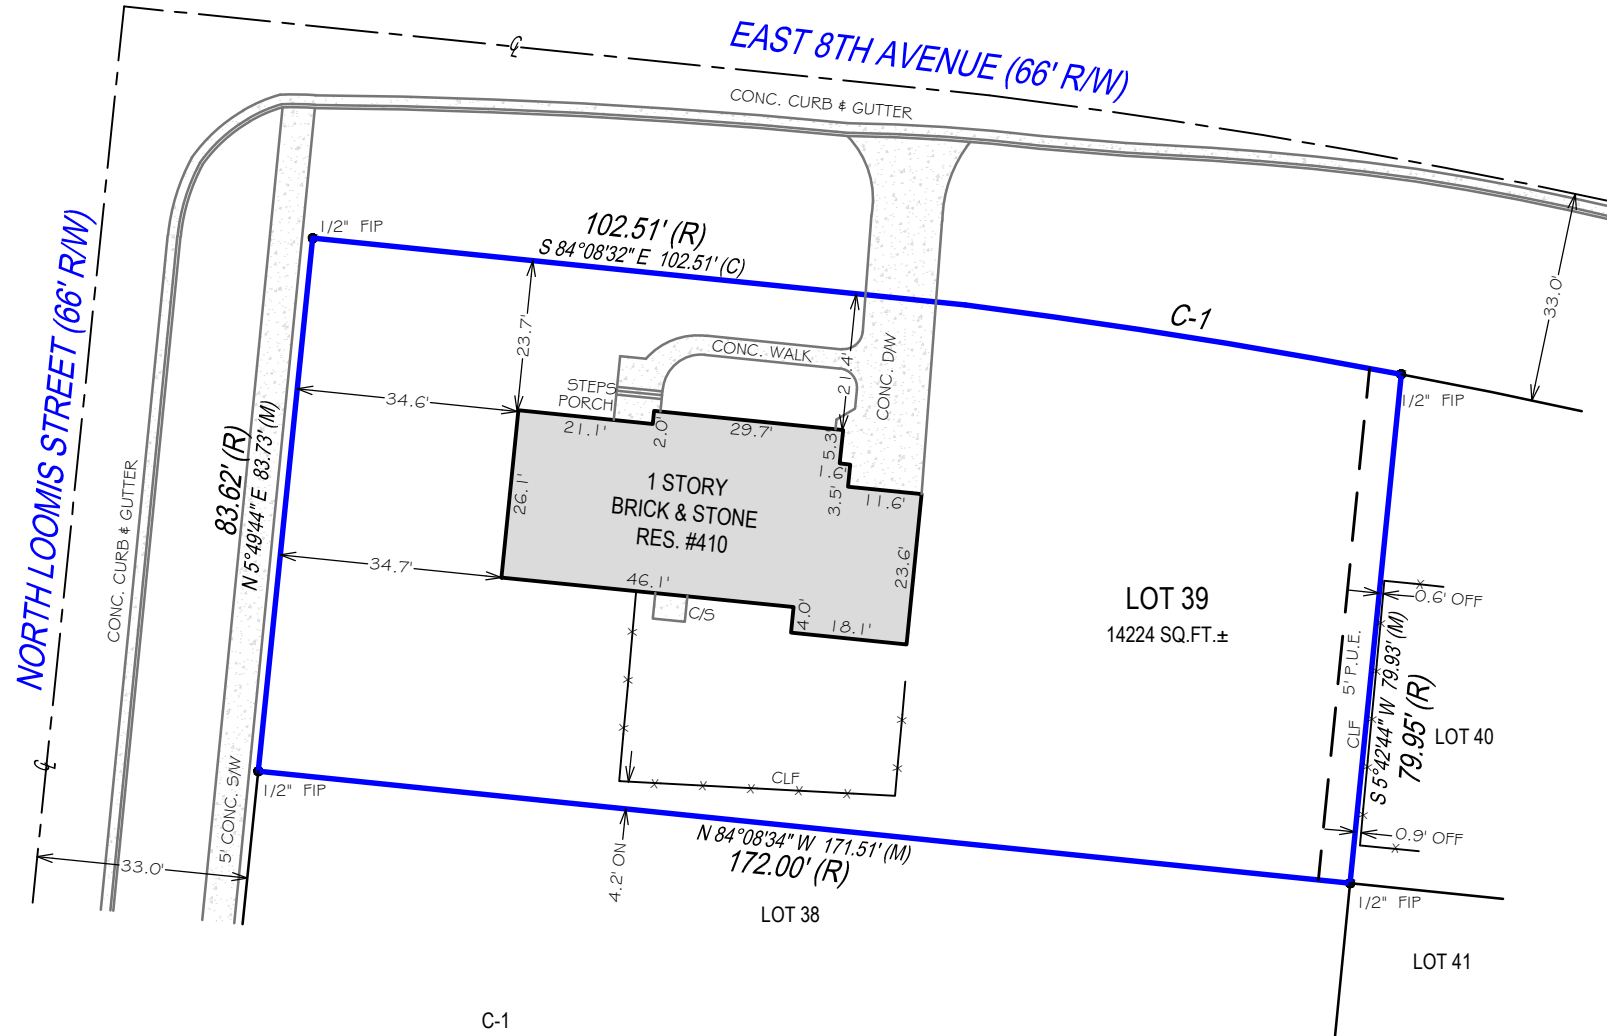 EAST 8TH AVENUE (66' R/W)
CONC. CURB & GUTTER
NORTH LOOMIS STREET (66' R/W)
CONC. CURB & GUTTER
1/2" FIP
102.51' (R)
S 84°08'32" E 102.51' (C)
C-1
33.0'
1/2" FIP
23.7'
21.4'
CONC. WALK
CONC. D/W
STEPS
PORCH
34.6'
21.1'
2.0'
29.7'
5.3'
1.6'
3.5'
11.6'
83.62' (R)
N 5°49'44" E 83.73' (M)
26.1'
1 STORY
BRICK & STONE
RES. #410
23.6'
34.7'
46.1'
C/S
4.0'
18.1'
LOT 39
14224 SQ.FT.±
0.6' OFF
5' P.U.E.
CLF
S 5°42'44" W 79.93' (M)
79.95' (R)
LOT 40
0.9' OFF
CLF
1/2" FIP
5' CONC. S/W
33.0'
4.2' ON
N 84°08'34" W 171.51' (M)
172.00' (R)
1/2" FIP
LOT 38
LOT 41
C-1